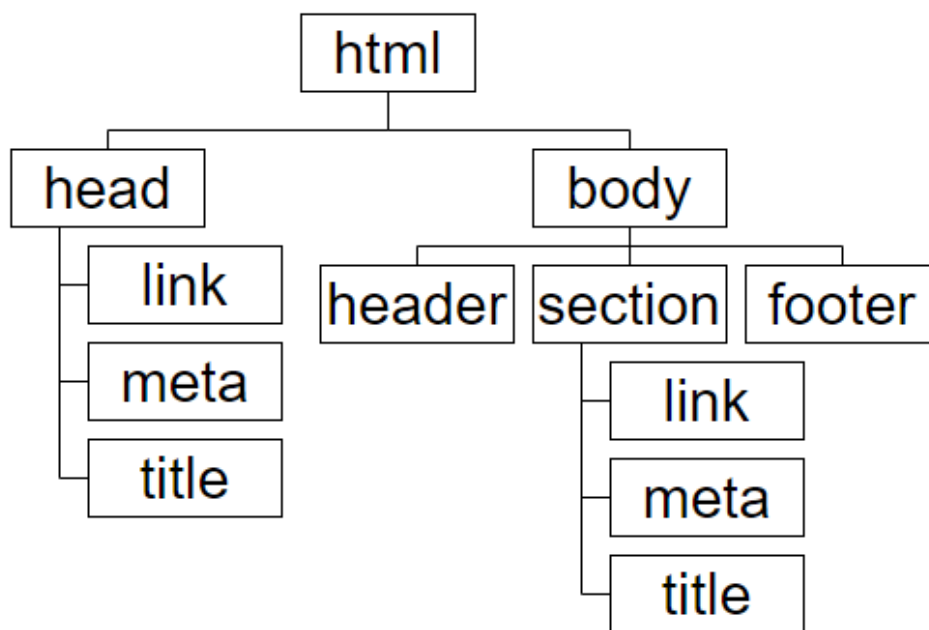 html
head
body
link
header
section
footer
meta
link
title
meta
title